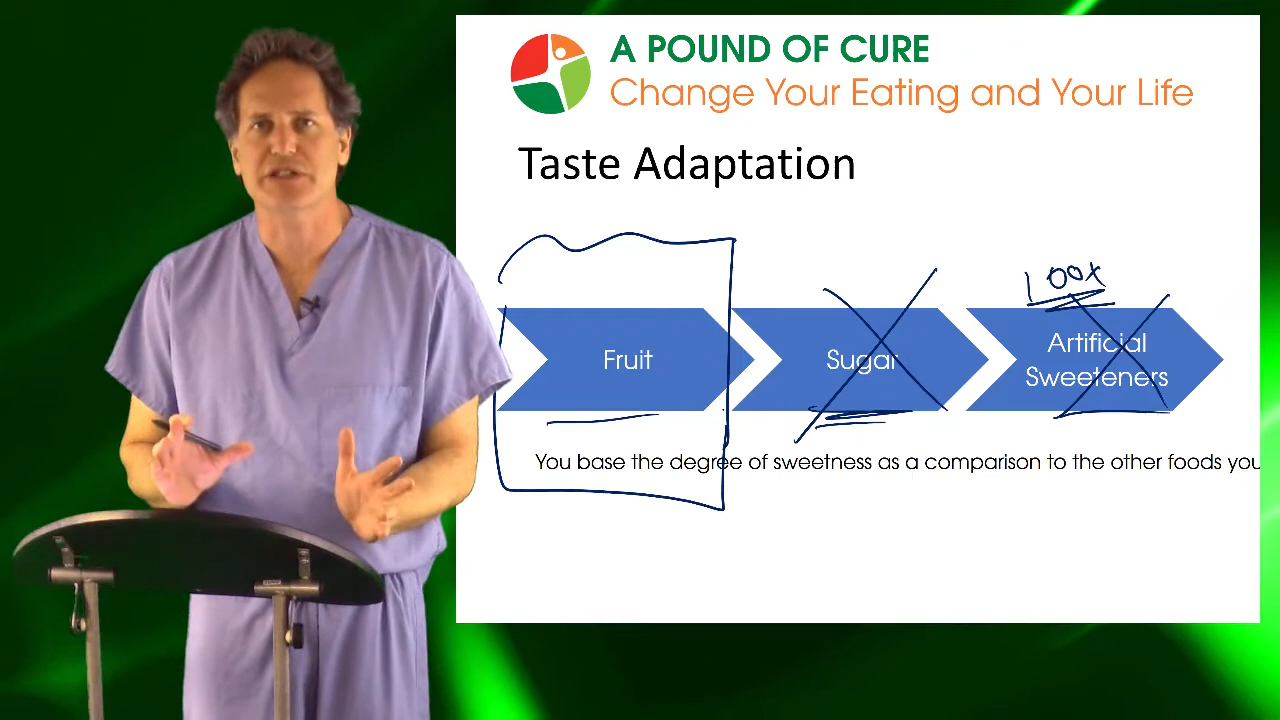 A POUND OF CURE
Change Your Eating and Your Life
Taste Adaptation
100x
Fruit
Sugar
Artificial
Sweeteners
You base the degree of sweetness as a comparison to the other foods you